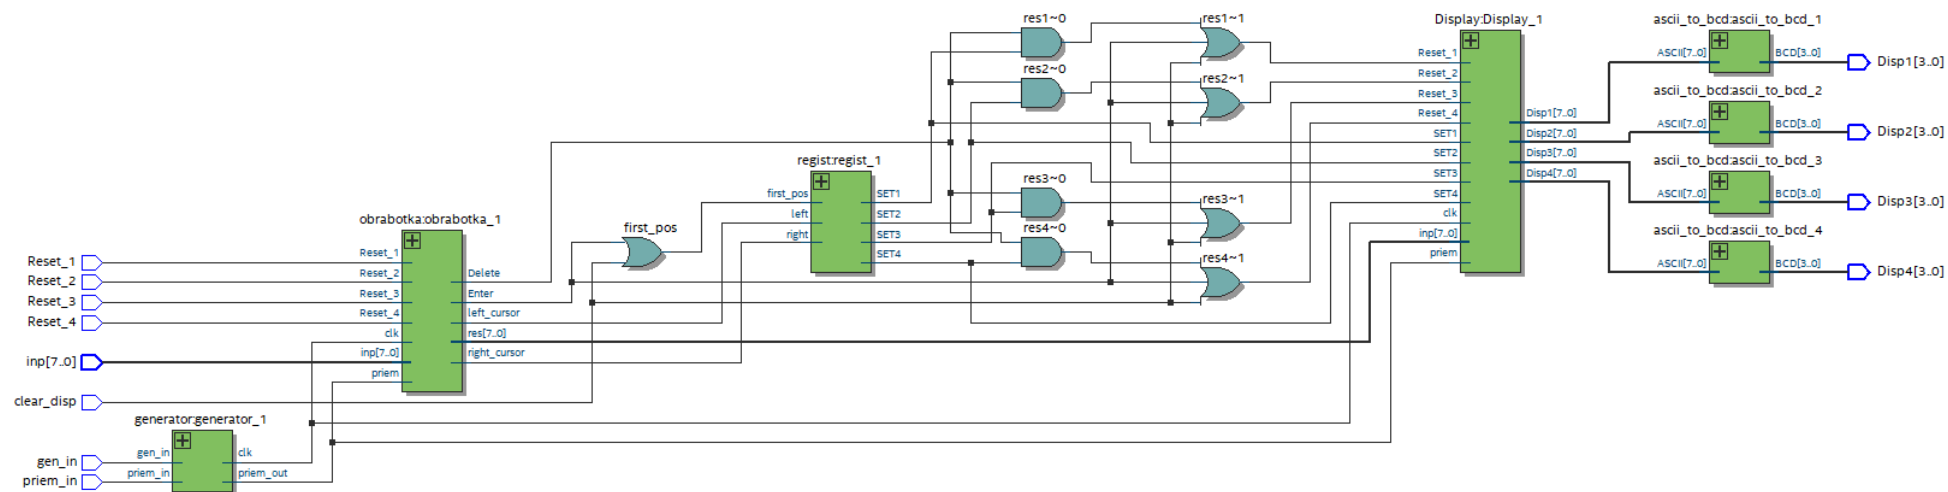 res1~0
res1~1
Display:Display_1
ascii_to_bcd:ascii_to_bcd_1
Reset_1
Reset_2
Reset_3
Reset_4
SET1
SET2
SET3
SET4
clk
inp[7..0]
priem
Disp1[7..0]
Disp2[7..0]
Disp3[7..0]
Disp4[7..0]
ASCII[7..0]
BCD[3..0]
Disp1[3..0]
res2~0
res2~1
ascii_to_bcd:ascii_to_bcd_2
ASCII[7..0]
BCD[3..0]
Disp2[3..0]
regist:regist_1
first_pos
left
right
SET1
SET2
SET3
SET4
res3~0
res3~1
ascii_to_bcd:ascii_to_bcd_3
ASCII[7..0]
BCD[3..0]
Disp3[3..0]
res4~0
res4~1
ascii_to_bcd:ascii_to_bcd_4
ASCII[7..0]
BCD[3..0]
Disp4[3..0]
obrabotka:obrabotka_1
first_pos
Reset_1
Reset_2
Reset_3
Reset_4
inp[7..0]
Reset_1
Reset_2
Reset_3
Reset_4
clk
inp[7..0]
priem
Delete
Enter
left_cursor
res[7..0]
right_cursor
clear_disp
generator:generator_1
gen_in
priem_in
gen_in
priem_in
clk
priem_out